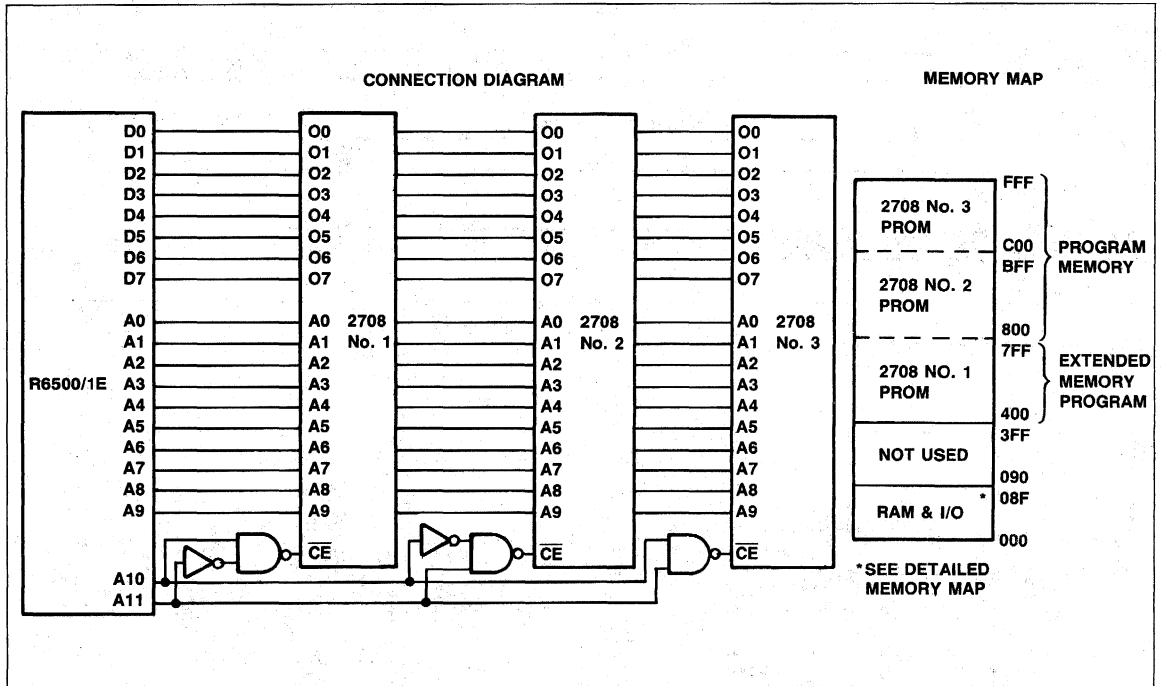 CONNECTION DIAGRAM
MEMORY MAP
R6500/1E
D0
D1
D2
D3
D4
D5
D6
D7
A0
A1
A2
A3
A4
A5
A6
A7
A8
A9
A10
A11
O0
O1
O2
O3
O4
O5
O6
O7
A0
A1
A2
A3
A4
A5
A6
A7
A8
A9
CE
2708
No. 1
O0
O1
O2
O3
O4
O5
O6
O7
A0
A1
A2
A3
A4
A5
A6
A7
A8
A9
CE
2708
No. 2
O0
O1
O2
O3
O4
O5
O6
O7
A0
A1
A2
A3
A4
A5
A6
A7
A8
A9
CE
2708
No. 3
2708 No. 3
PROM
2708 NO. 2
PROM
2708 NO. 1
PROM
NOT USED
RAM & I/O *
FFF
C00
BFF
800
7FF
400
3FF
090
08F
000
PROGRAM
MEMORY
EXTENDED
MEMORY
PROGRAM
*SEE DETAILED
MEMORY MAP